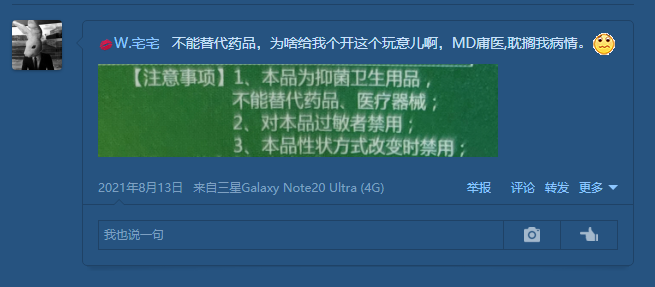 W.宅宅 不能替代药品，为啥给我个开这个玩意儿啊，MD庸医,耽搁我病情。
【注意事项】1、本品为抑菌卫生用品，
不能替代药品、医疗器械；
2、对本品过敏者禁用；
3、本品性状方式改变时禁用；
2021年8月13日 来自三星Galaxy Note20 Ultra (4G) 举报 评论 转发 更多
我也说一句